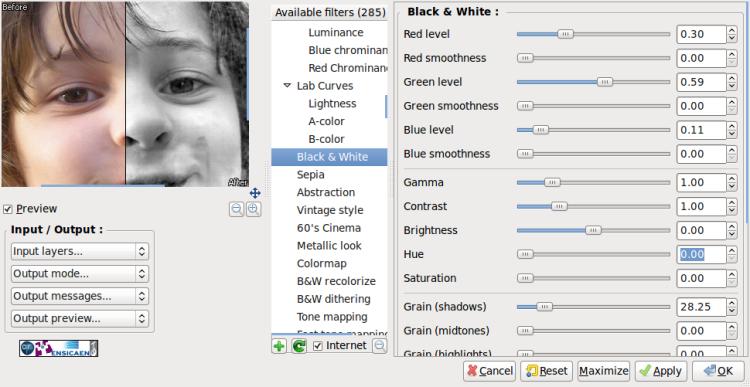 Before
After
Preview
Input / Output :
Input layers...
Output mode...
Output messages...
Output preview...
ENSICAEN
Available filters (285)
Luminance
Blue chrominan
Red Chrominan
Lab Curves
Lightness
A-color
B-color
Black & White
Sepia
Abstraction
Vintage style
60's Cinema
Metallic look
Colormap
B&W recolorize
B&W dithering
Tone mapping
Fast tone mapping
Internet
Black & White :
Red level 0.30
Red smoothness 0.00
Green level 0.59
Green smoothness 0.00
Blue level 0.11
Blue smoothness 0.00
Gamma 1.00
Contrast 1.00
Brightness 0.00
Hue 0.00
Saturation 0.00
Grain (shadows) 28.25
Grain (midtones) 0.00
Grain (highlights) 0.00
Cancel
Reset
Maximize
Apply
OK